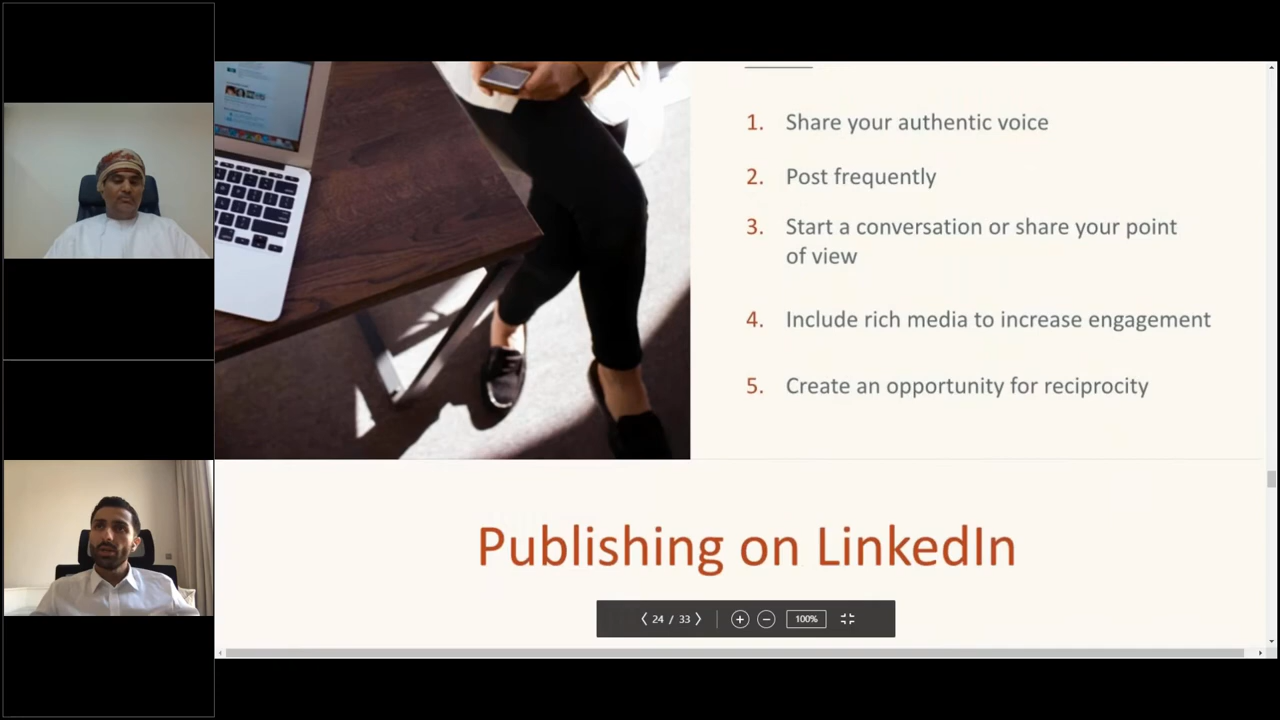 1. Share your authentic voice
2. Post frequently
3. Start a conversation or share your point
of view
4. Include rich media to increase engagement
5. Create an opportunity for reciprocity
Publishing on LinkedIn
24 / 33
100%